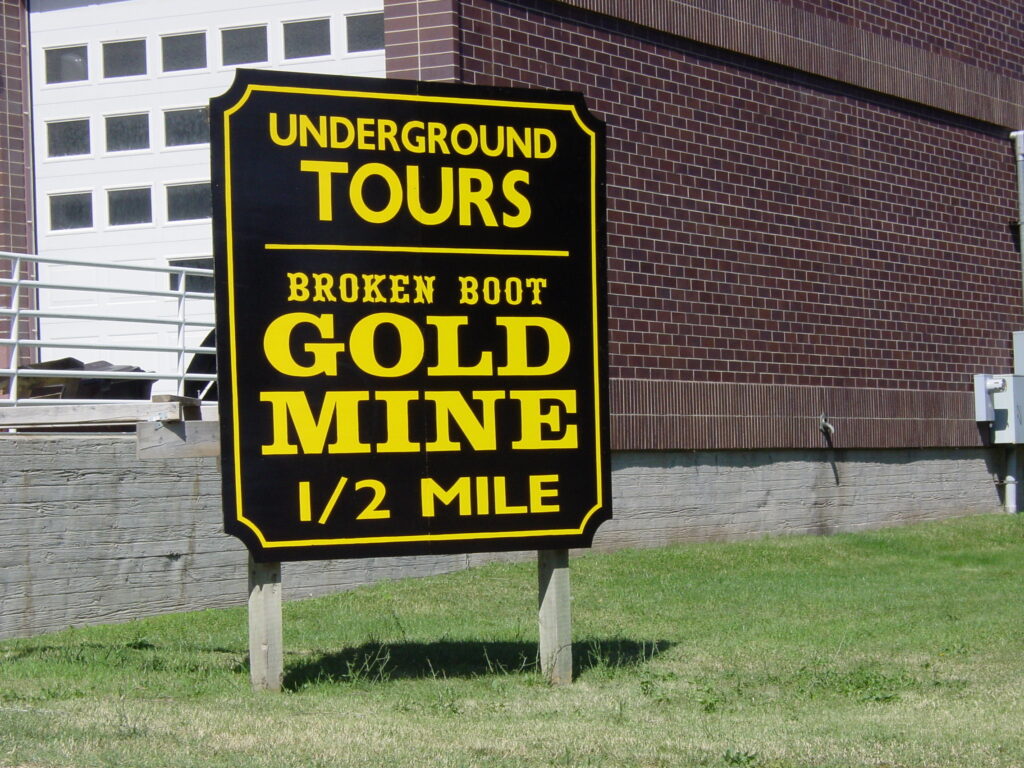 UNDERGROUND
TOURS
BROKEN BOOT
GOLD
MINE
1/2 MILE